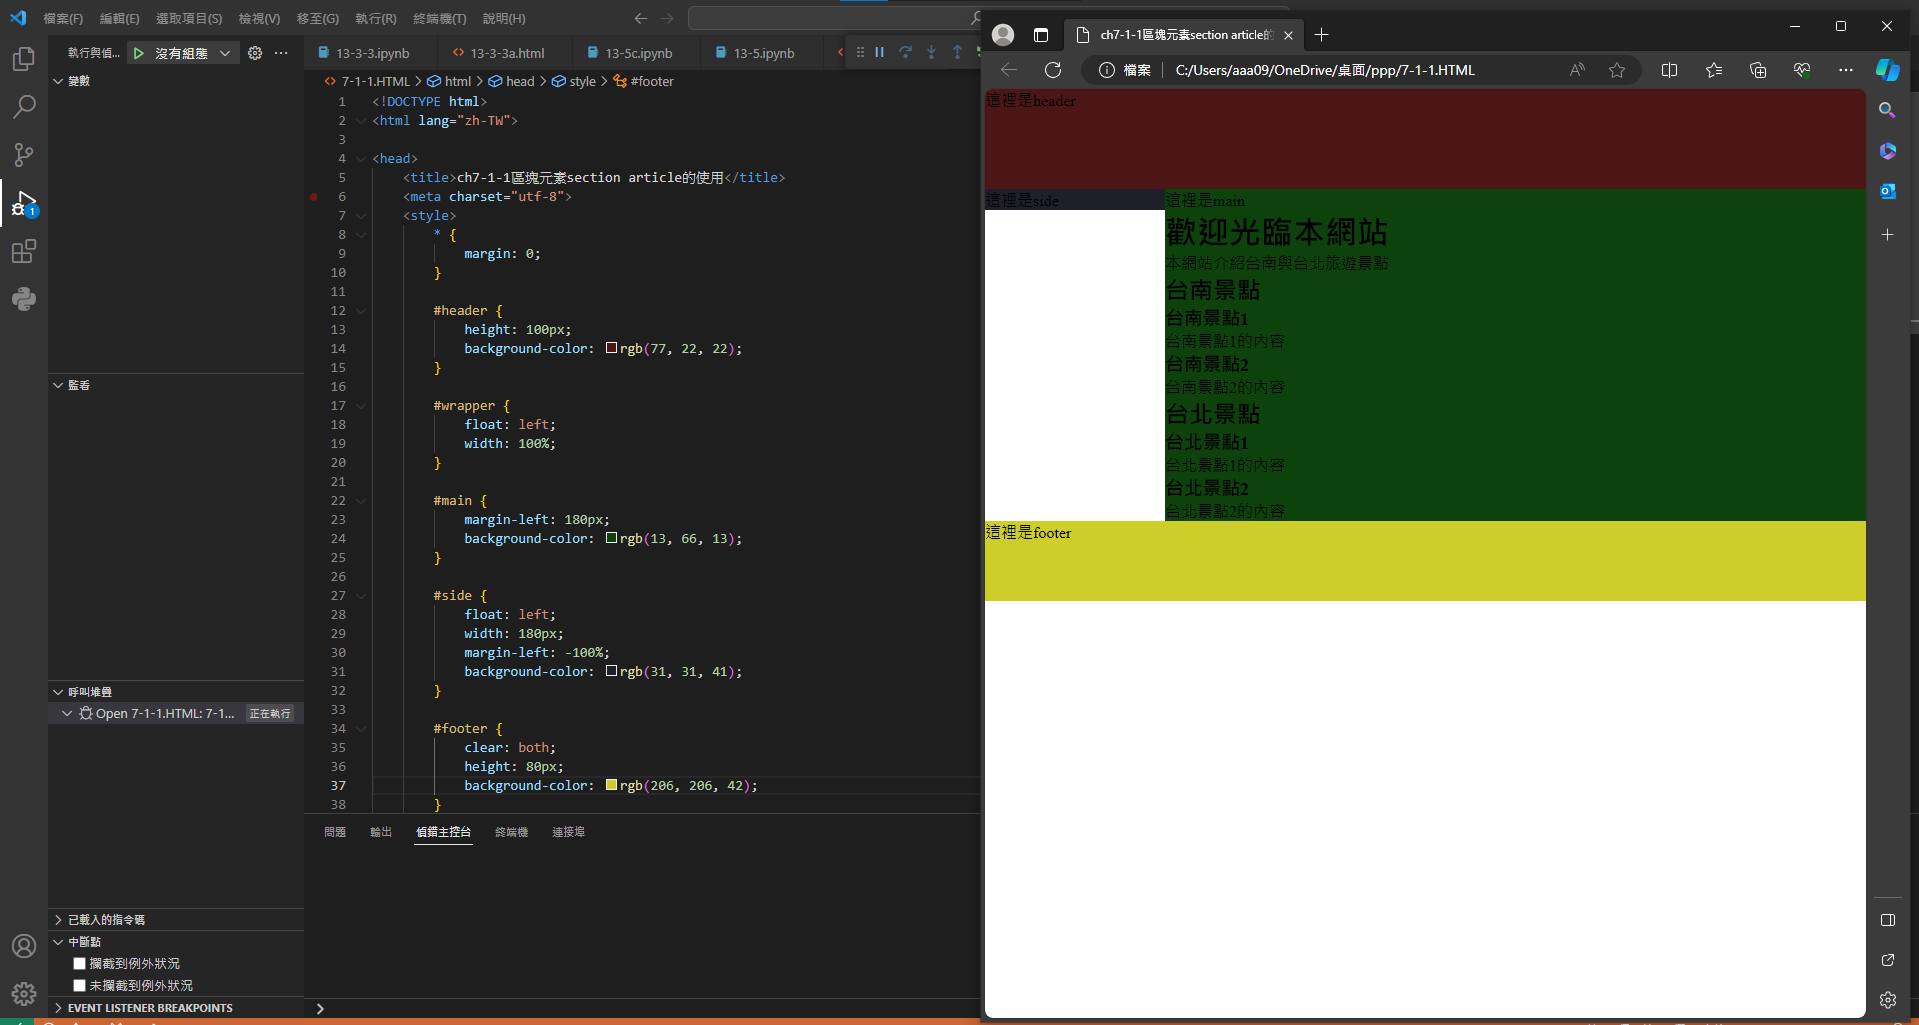 檔案(F) 編輯(E) 選取項目(S) 檢視(V) 移至(G) 執行(R) 終端機(T) 說明(H)
執行與偵... 沒有組態
變數
監看
呼叫堆疊
Open 7-1-1.HTML: 7-1... 正在執行
已載入的指令碼
中斷點
攔截到例外狀況
未攔截到例外狀況
EVENT LISTENER BREAKPOINTS
1
13-3-3.ipynb 13-3-3a.html 13-5c.ipynb 13-5.ipynb
7-1-1.HTML > html > head > style > #footer
1 <!DOCTYPE html>
2 <html lang="zh-TW">
3
4 <head>
5 <title>ch7-1-1區塊元素section article的使用</title>
6 <meta charset="utf-8">
7 <style>
8 * {
9 margin: 0;
10 }
11
12 #header {
13 height: 100px;
14 background-color: rgb(77, 22, 22);
15 }
16
17 #wrapper {
18 float: left;
19 width: 100%;
20 }
21
22 #main {
23 margin-left: 180px;
24 background-color: rgb(13, 66, 13);
25 }
26
27 #side {
28 float: left;
29 width: 180px;
30 margin-left: -100%;
31 background-color: rgb(31, 31, 41);
32 }
33
34 #footer {
35 clear: both;
36 height: 80px;
37 background-color: rgb(206, 206, 42);
38 }
問題 輸出 偵錯主控台 終端機 連接埠
ch7-1-1區塊元素section article的
檔案 C:/Users/aaa09/OneDrive/桌面/ppp/7-1-1.HTML
這裡是header
這裡是side
這裡是main
歡迎光臨本網站
本網站介紹台南與台北旅遊景點
台南景點
台南景點1
台南景點1的內容
台南景點2
台南景點2的內容
台北景點
台北景點1
台北景點1的內容
台北景點2
台北景點2的內容
這裡是footer